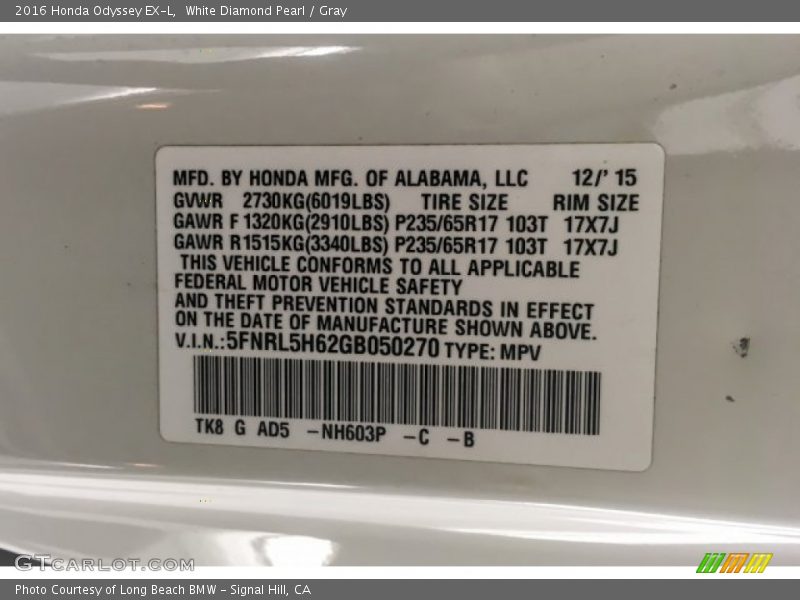 2016 Honda Odyssey EX-L, White Diamond Pearl / Gray
MFD. BY HONDA MFG. OF ALABAMA, LLC 12/' 15
GVWR 2730KG(6019LBS) TIRE SIZE RIM SIZE
GAWR F 1320KG(2910LBS) P235/65R17 103T 17X7J
GAWR R1515KG(3340LBS) P235/65R17 103T 17X7J
THIS VEHICLE CONFORMS TO ALL APPLICABLE
FEDERAL MOTOR VEHICLE SAFETY
AND THEFT PREVENTION STANDARDS IN EFFECT
ON THE DATE OF MANUFACTURE SHOWN ABOVE.
V.I.N.:5FNRL5H62GB050270 TYPE: MPV
TK8 G AD5 -NH603P -C -B
GTCARLOT.COM
Photo Courtesy of Long Beach BMW - Signal Hill, CA